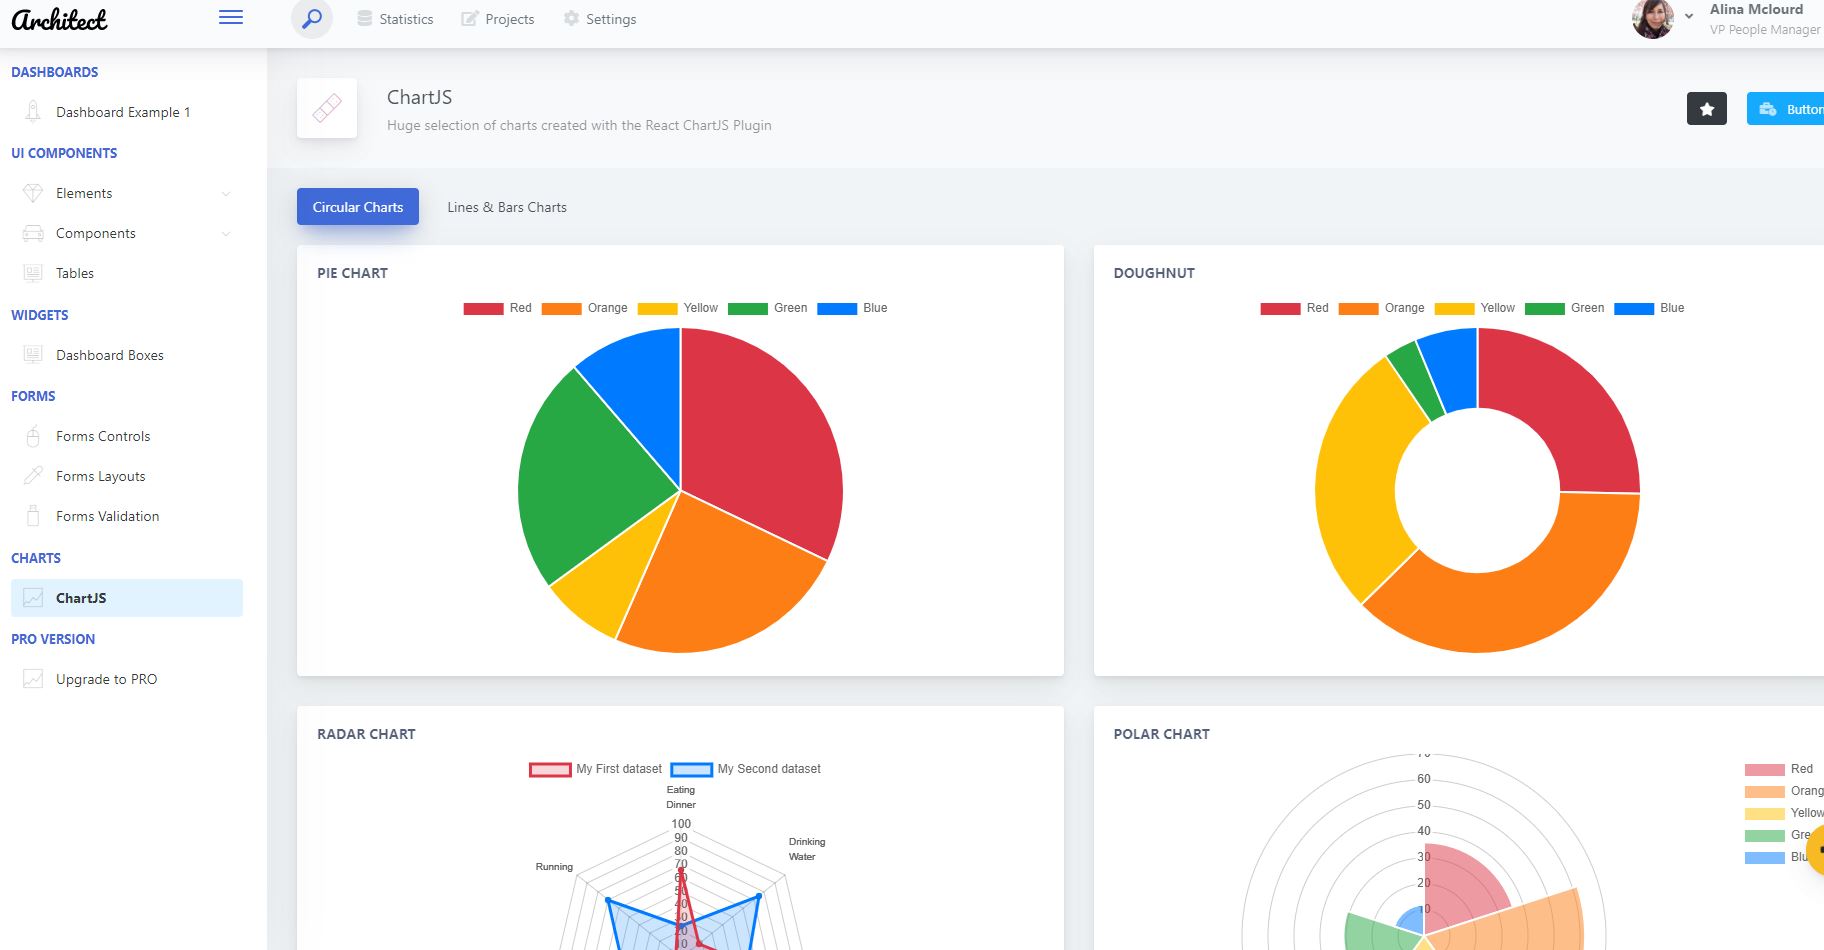 Architect
Statistics
Projects
Settings
Alina Mclourd
VP People Manager
DASHBOARDS
Dashboard Example 1
UI COMPONENTS
Elements
Components
Tables
WIDGETS
Dashboard Boxes
FORMS
Forms Controls
Forms Layouts
Forms Validation
CHARTS
ChartJS
PRO VERSION
Upgrade to PRO
ChartJS
Huge selection of charts created with the React ChartJS Plugin
Button
Circular Charts
Lines & Bars Charts
PIE CHART
Red Orange Yellow Green Blue
DOUGHNUT
Red Orange Yellow Green Blue
RADAR CHART
My First dataset My Second dataset
Eating
Dinner
Drinking
Water
Running
100
90
80
70
60
50
40
30
20
10
POLAR CHART
70
60
50
40
30
20
10
Red
Orang
Yellow
Gre
Blu